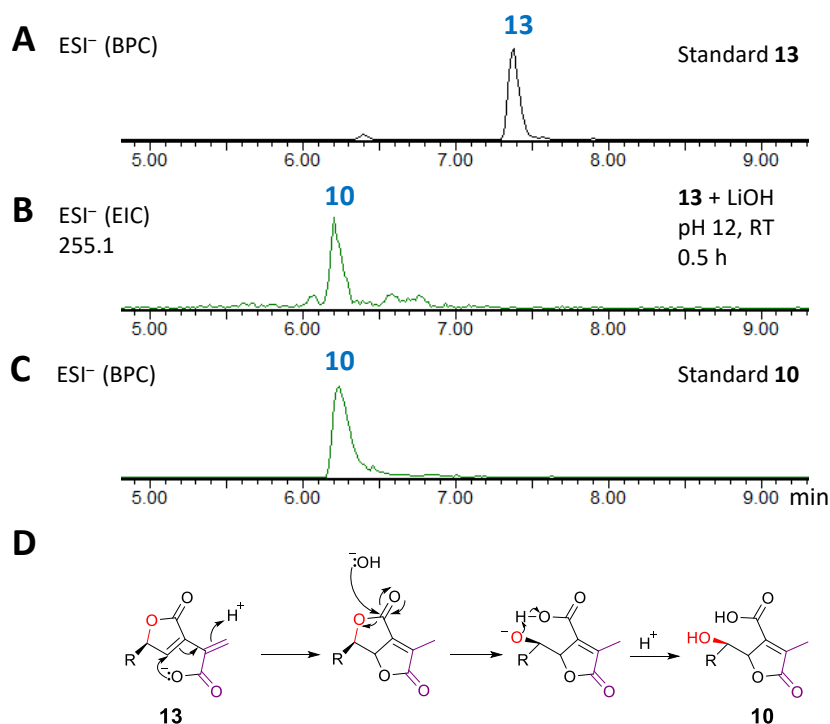 A
ESI⁻ (BPC)
13
Standard 13
5.00 6.00 7.00 8.00 9.00
B
ESI⁻ (EIC)
255.1
10
13 + LiOH
pH 12, RT
0.5 h
5.00 6.00 7.00 8.00 9.00
C
ESI⁻ (BPC)
10
Standard 10
5.00 6.00 7.00 8.00 9.00 min
D
O
O
H⁺
R
⁻:O
O
13
⁻:OH
O
O
R
O
O
H-O
O
⁻O
R
O
O
H⁺
O
HO
HO
R
O
O
10